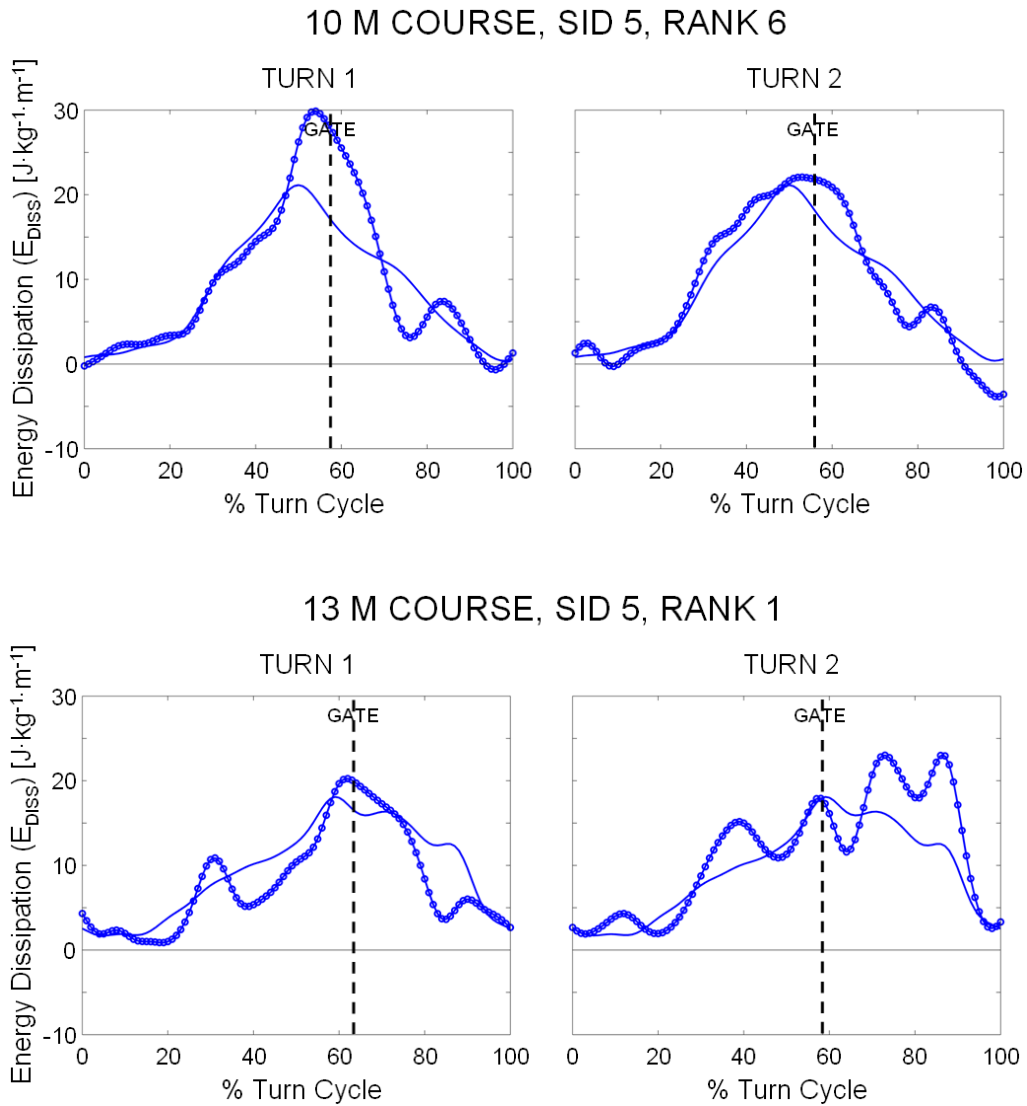 10 M COURSE, SID 5, RANK 6
TURN 1
TURN 2
Energy Dissipation (E_DISS) [J·kg⁻¹·m⁻¹]
30
20
10
0
-10
GATE
GATE
0 20 40 60 80 100
0 20 40 60 80 100
% Turn Cycle
% Turn Cycle
13 M COURSE, SID 5, RANK 1
TURN 1
TURN 2
Energy Dissipation (E_DISS) [J·kg⁻¹·m⁻¹]
30
20
10
0
-10
GATE
GATE
0 20 40 60 80 100
0 20 40 60 80 100
% Turn Cycle
% Turn Cycle